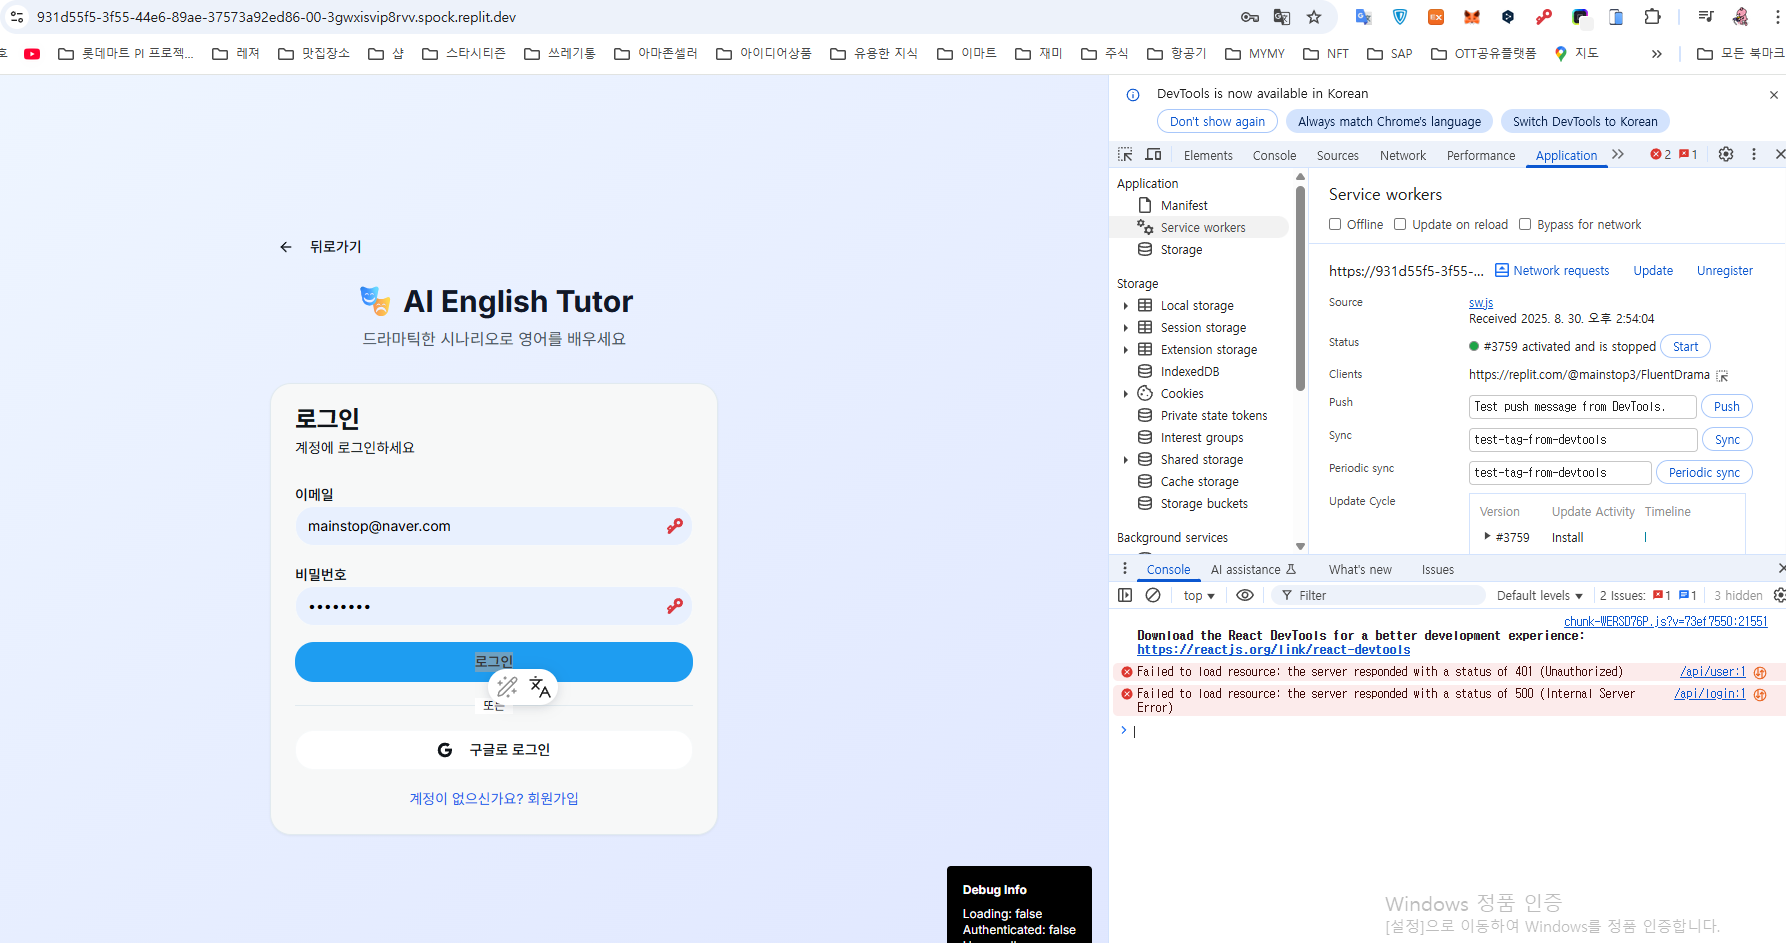 931d55f5-3f55-44e6-89ae-37573a92ed86-00-3gwxisvip8rvv.spock.replit.dev
롯데마트 PI 프로젝... 레져 맛집장소 샵 스타시티즌 쓰레기통 아마존셀러 아이디어상품 유용한 지식 이마트 재미 주식 항공기 MYMY NFT SAP OTT공유플랫폼 지도 » 모든 북마크
뒤로가기
AI English Tutor
드라마틱한 시나리오로 영어를 배우세요
로그인
계정에 로그인하세요
이메일
mainstop@naver.com
비밀번호
••••••••
로그인
또는
G 구글로 로그인
계정이 없으신가요? 회원가입
Debug Info
Loading: false
Authenticated: false
DevTools is now available in Korean
Don't show again Always match Chrome's language Switch DevTools to Korean
Elements Console Sources Network Performance Application » 2 1
Application
Manifest
Service workers
Storage
Storage
Local storage
Session storage
Extension storage
IndexedDB
Cookies
Private state tokens
Interest groups
Shared storage
Cache storage
Storage buckets
Background services
Service workers
Offline Update on reload Bypass for network
https://931d55f5-3f55-... Network requests Update Unregister
Source sw.js
Received 2025. 8. 30. 오후 2:54:04
Status #3759 activated and is stopped Start
Clients https://replit.com/@mainstop3/FluentDrama
Push Test push message from DevTools. Push
Sync test-tag-from-devtools Sync
Periodic sync test-tag-from-devtools Periodic sync
Update Cycle Version Update Activity Timeline
#3759 Install
Console AI assistance What's new Issues
top Filter Default levels 2 Issues: 1 1 3 hidden
chunk-WERSD76P.js?v=73ef7550:21551
Download the React DevTools for a better development experience:
https://reactjs.org/link/react-devtools
Failed to load resource: the server responded with a status of 401 (Unauthorized) /api/user:1
Failed to load resource: the server responded with a status of 500 (Internal Server /api/login:1
Error)
Windows 정품 인증
[설정]으로 이동하여 Windows를 정품 인증합니다.